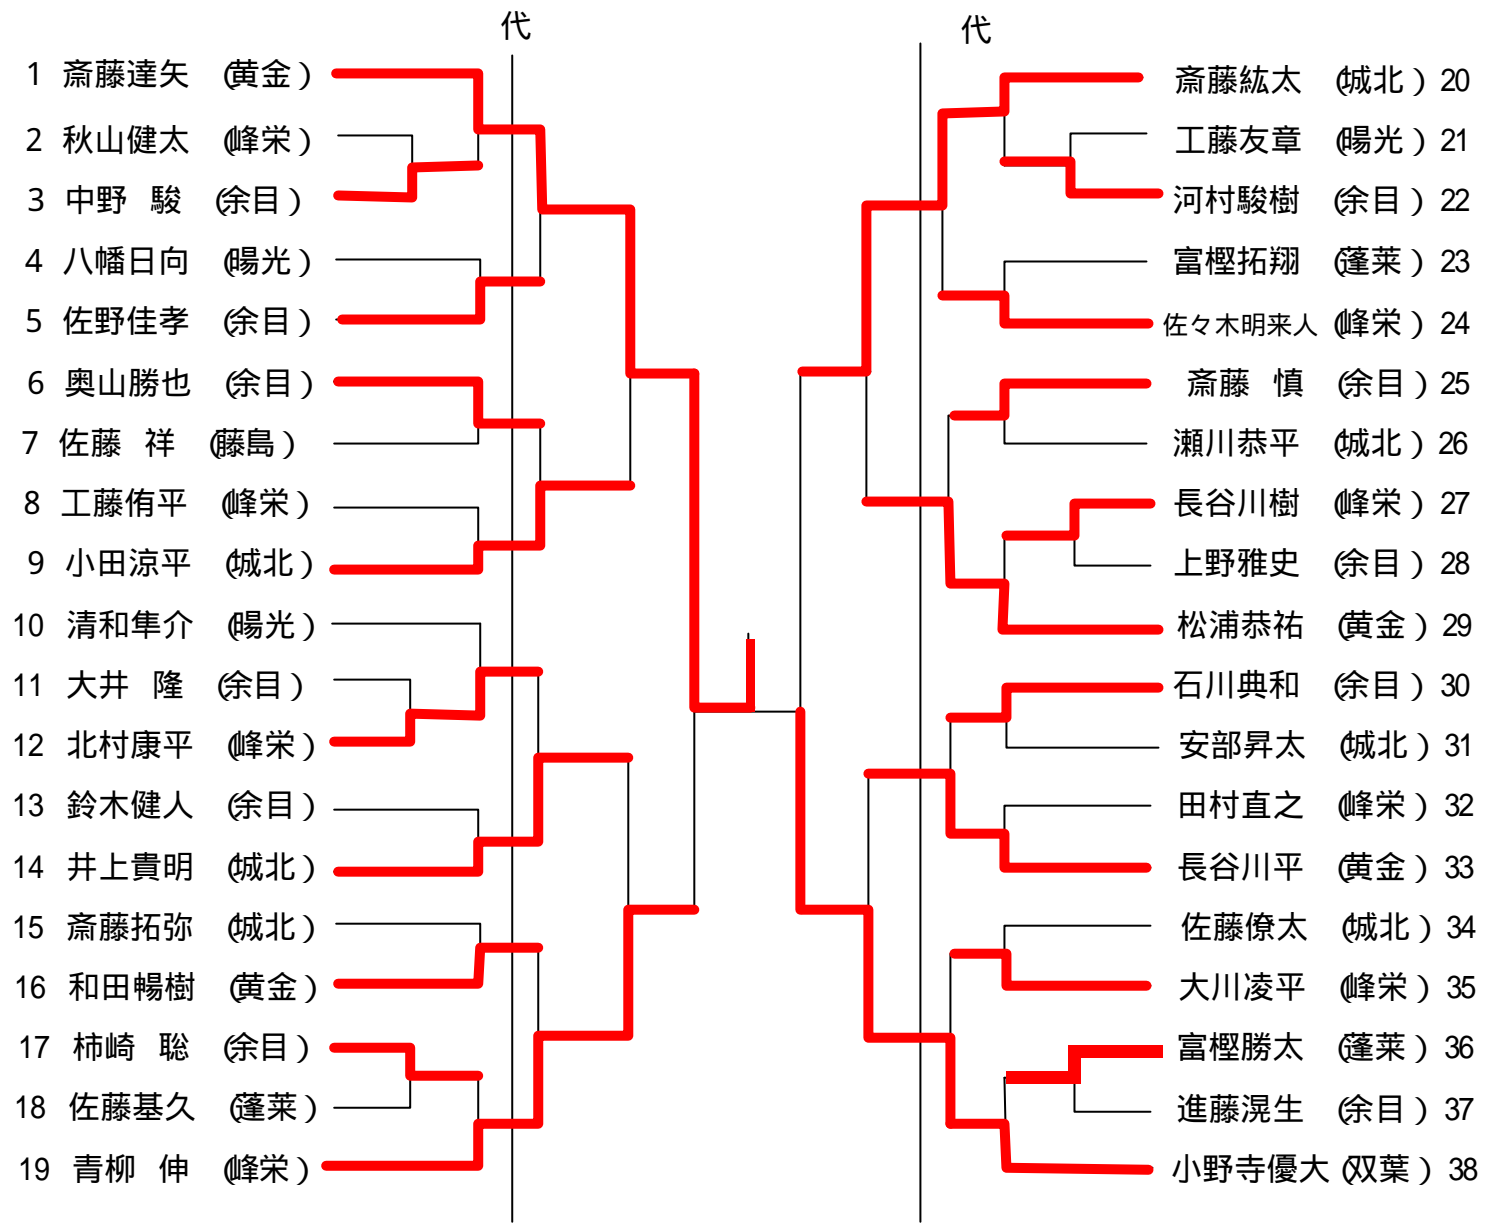 代
1 斎藤達矢 (黄金)
2 秋山健太 (峰栄)
3 中野 駿 (余目)
4 八幡日向 (暘光)
5 佐野佳孝 (余目)
6 奥山勝也 (余目)
7 佐藤 祥 (藤島)
8 工藤侑平 (峰栄)
9 小田涼平 (城北)
10 清和隼介 (暘光)
11 大井 隆 (余目)
12 北村康平 (峰栄)
13 鈴木健人 (余目)
14 井上貴明 (城北)
15 斎藤拓弥 (城北)
16 和田暢樹 (黄金)
17 柿崎 聡 (余目)
18 佐藤基久 (蓬莱)
19 青柳 伸 (峰栄)
代
斎藤紘太 (城北) 20
工藤友章 (暘光) 21
河村駿樹 (余目) 22
富樫拓翔 (蓬莱) 23
佐々木明来人 (峰栄) 24
斎藤 慎 (余目) 25
瀬川恭平 (城北) 26
長谷川樹 (峰栄) 27
上野雅史 (余目) 28
松浦恭祐 (黄金) 29
石川典和 (余目) 30
安部昇太 (城北) 31
田村直之 (峰栄) 32
長谷川平 (黄金) 33
佐藤僚太 (城北) 34
大川凌平 (峰栄) 35
富樫勝太 (蓬莱) 36
進藤滉生 (余目) 37
小野寺優大 (双葉) 38